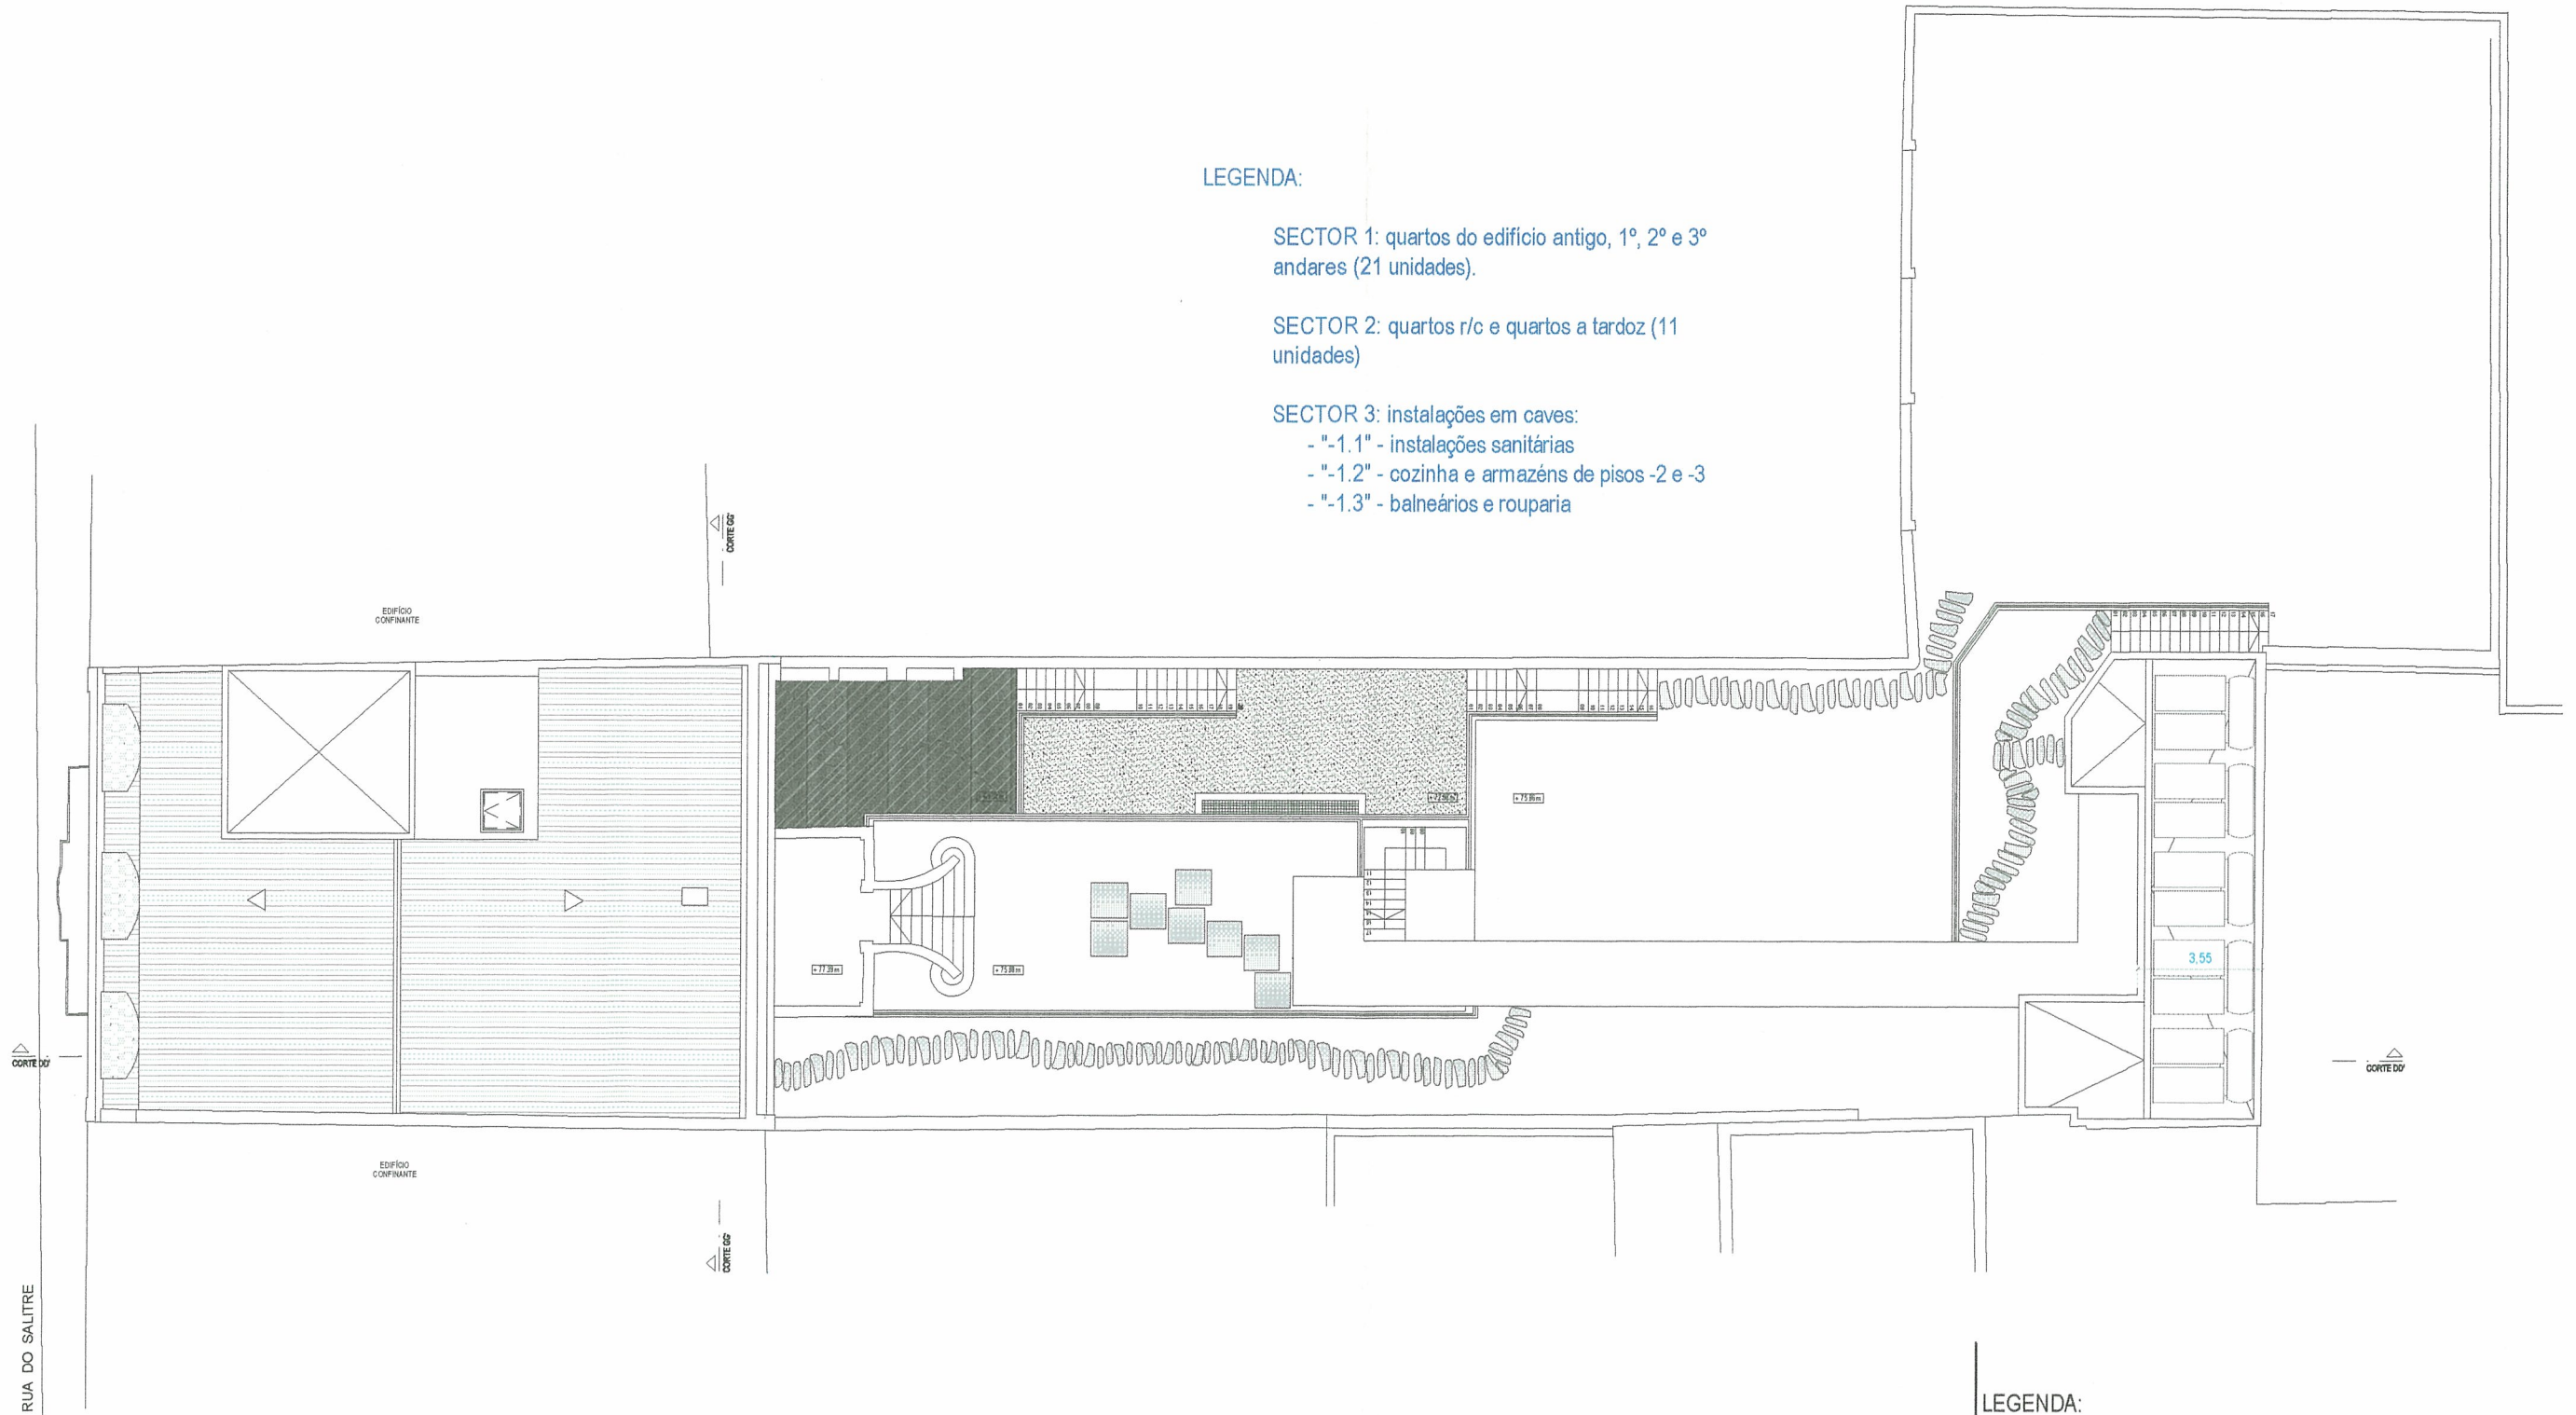 LEGENDA:
SECTOR 1: quartos do edifício antigo, 1º, 2º e 3º
andares (21 unidades).
SECTOR 2: quartos r/c e quartos a tardoz (11
unidades)
SECTOR 3: instalações em caves:
- "-1.1" - instalações sanitárias
- "-1.2" - cozinha e armazéns de pisos -2 e -3
- "-1.3" - balneários e rouparia
CORTE GG'
EDIFÍCIO
CONFINANTE
+ 77.39 m
3,55
CORTE DD'
CORTE DD'
EDIFÍCIO
CONFINANTE
CORTE GG'
RUA DO SALITRE
LEGENDA: